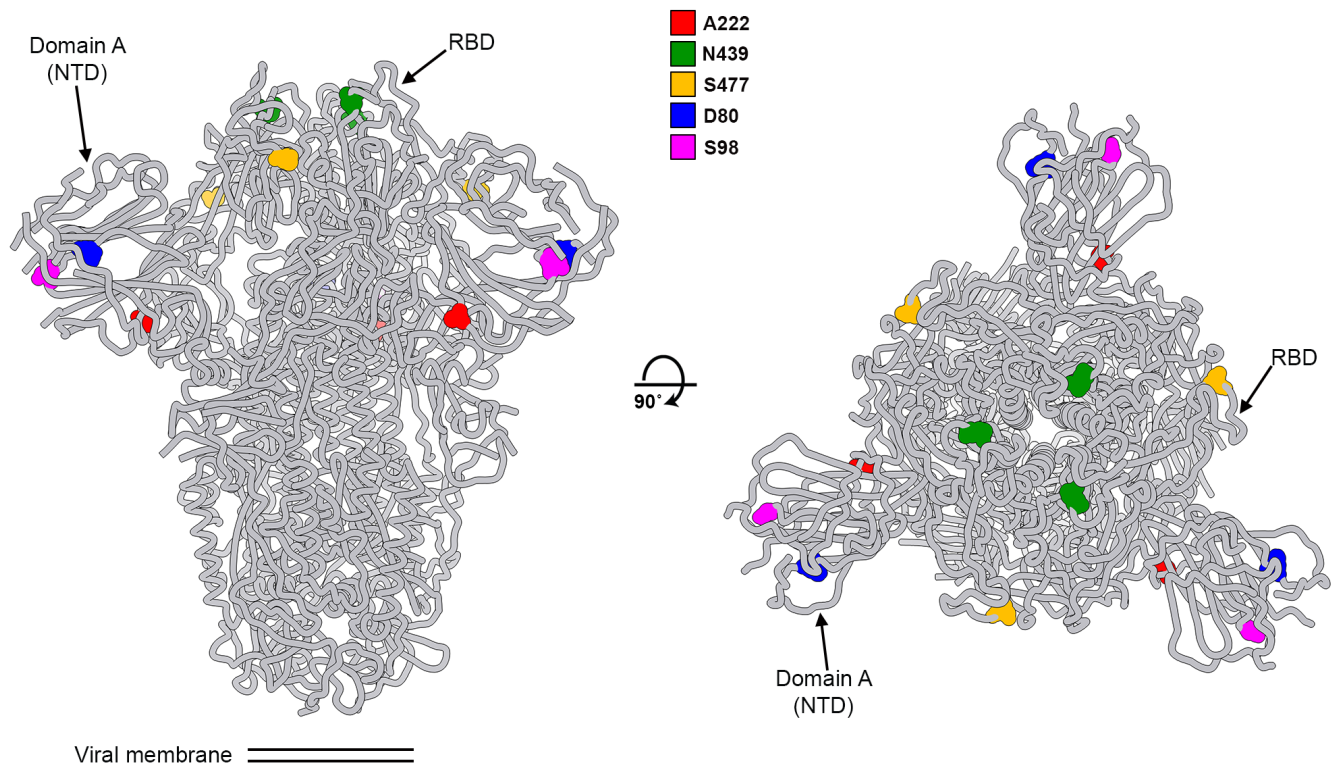 Domain A
(NTD)
RBD
A222
N439
S477
D80
S98
90°
RBD
Domain A
(NTD)
Viral membrane